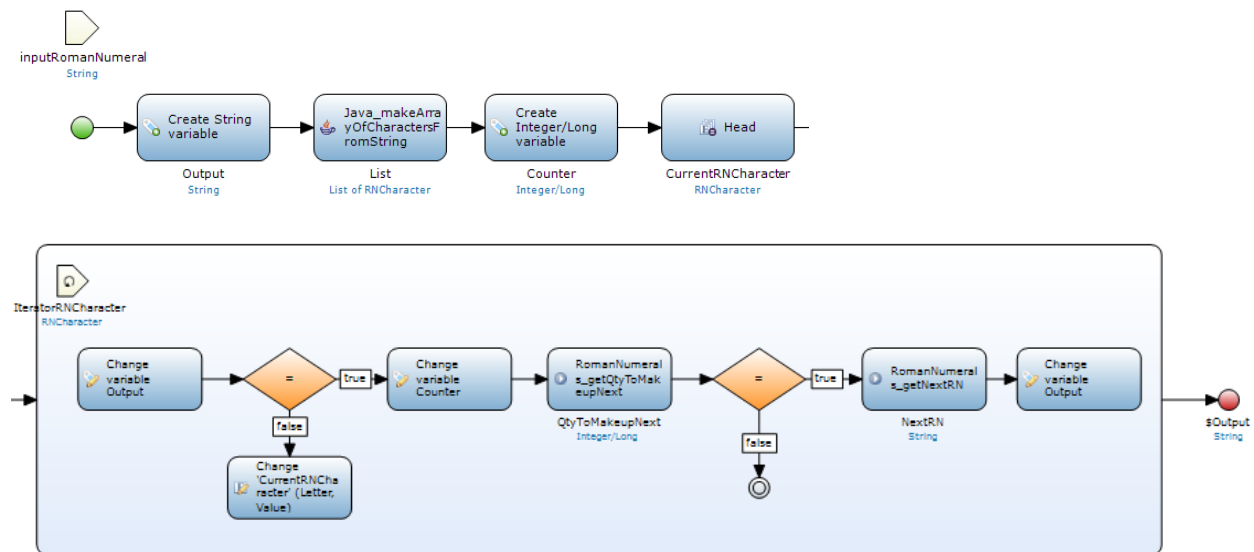 inputRomanNumeral
String
Create String
variable
Output
String
Java_makeArra
yOfCharactersF
romString
List
List of RNCharacter
Create
Integer/Long
variable
Counter
Integer/Long
Head
CurrentRNCharacter
RNCharacter
IteratorRNCharacter
RNCharacter
Change
variable
Output
=
true
false
Change
'CurrentRNCha
racter' (Letter,
Value)
Change
variable
Counter
RomanNumeral
s_getQtyToMak
eupNext
QtyToMakeupNext
Integer/Long
=
true
false
RomanNumeral
s_getNextRN
NextRN
String
Change
variable
Output
$Output
String